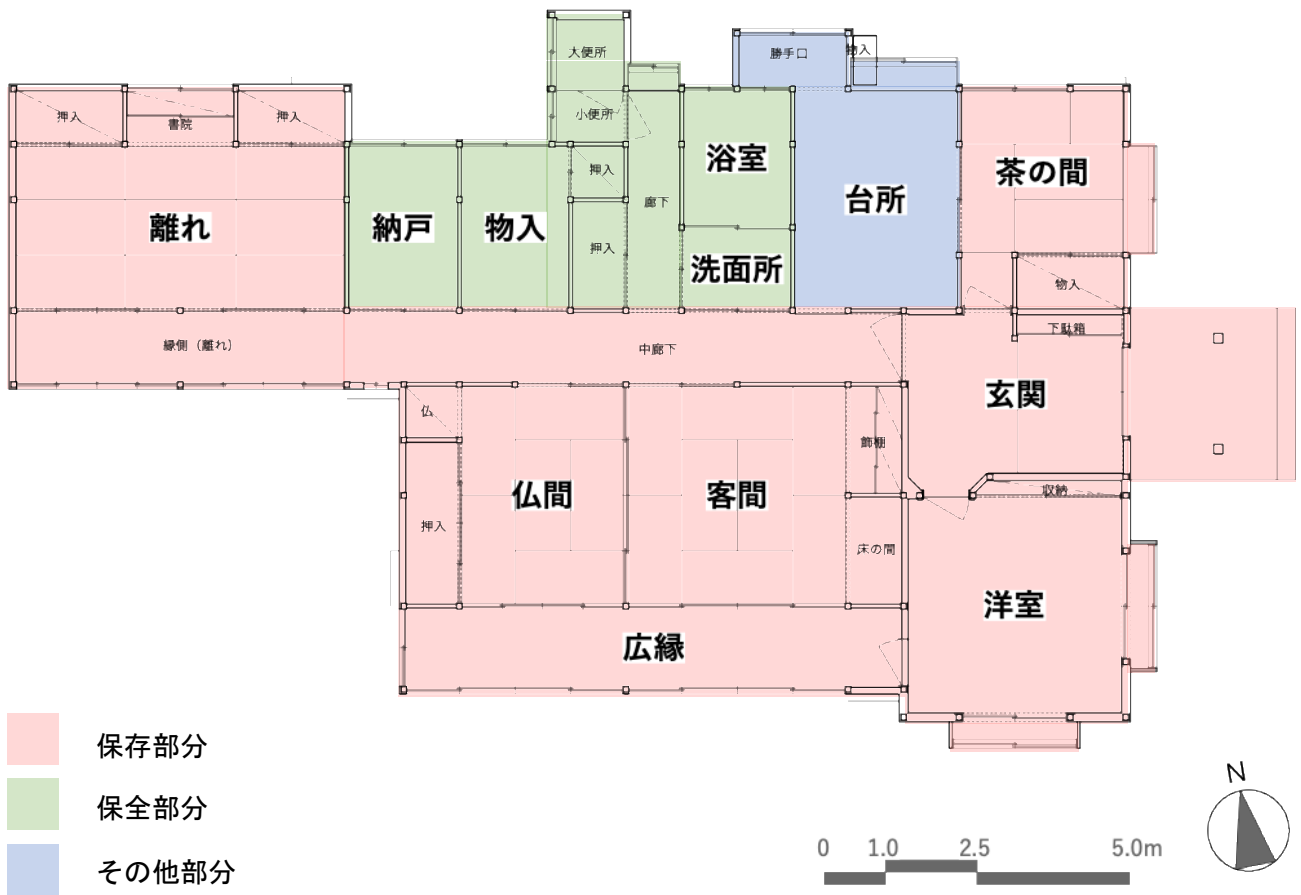 大便所
勝手口
物入
押入
書院
押入
小便所
浴室
茶の間
押入
廊下
台所
離れ
納戸
物入
押入
洗面所
物入
下駄箱
縁側（離れ）
中廊下
玄関
仏
飾棚
仏間
客間
収納
押入
床の間
洋室
広縁
保存部分
保全部分
その他部分
N
0 1.0 2.5 5.0m